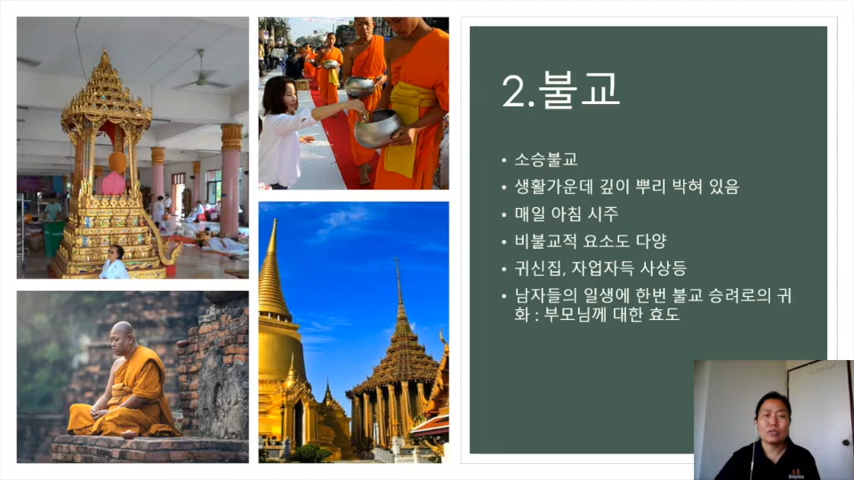 2.불교
• 소승불교
• 생활가운데 깊이 뿌리 박혀 있음
• 매일 아침 시주
• 비불교적 요소도 다양
• 귀신집, 자업자득 사상등
• 남자들의 일생에 한번 불교 승려로의 귀
화 : 부모님께 대한 효도